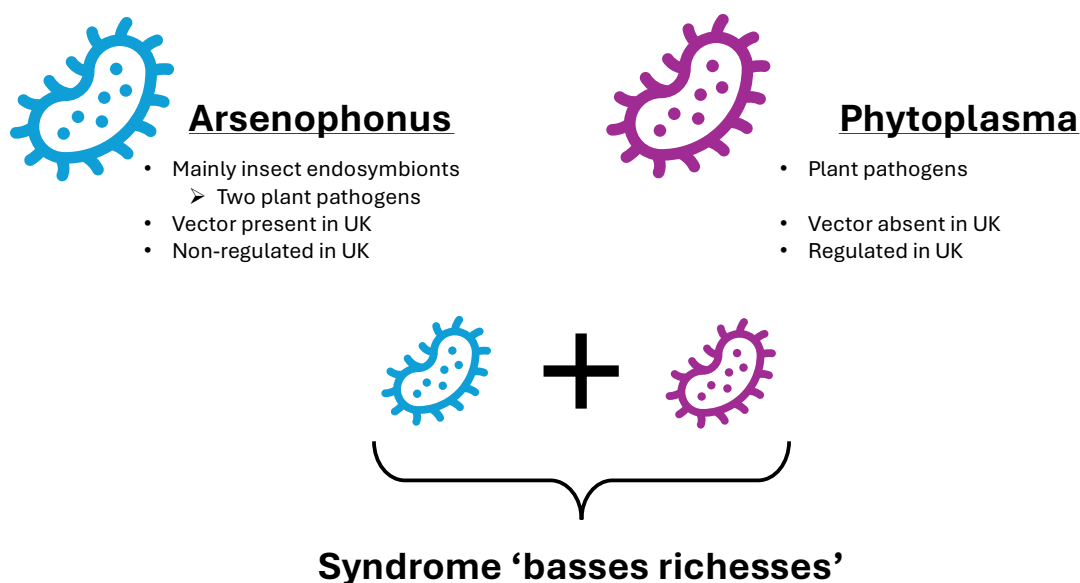 Arsenophonus
• Mainly insect endosymbionts
➢ Two plant pathogens
• Vector present in UK
• Non-regulated in UK
Phytoplasma
• Plant pathogens
• Vector absent in UK
• Regulated in UK
+
Syndrome ‘basses richesses’